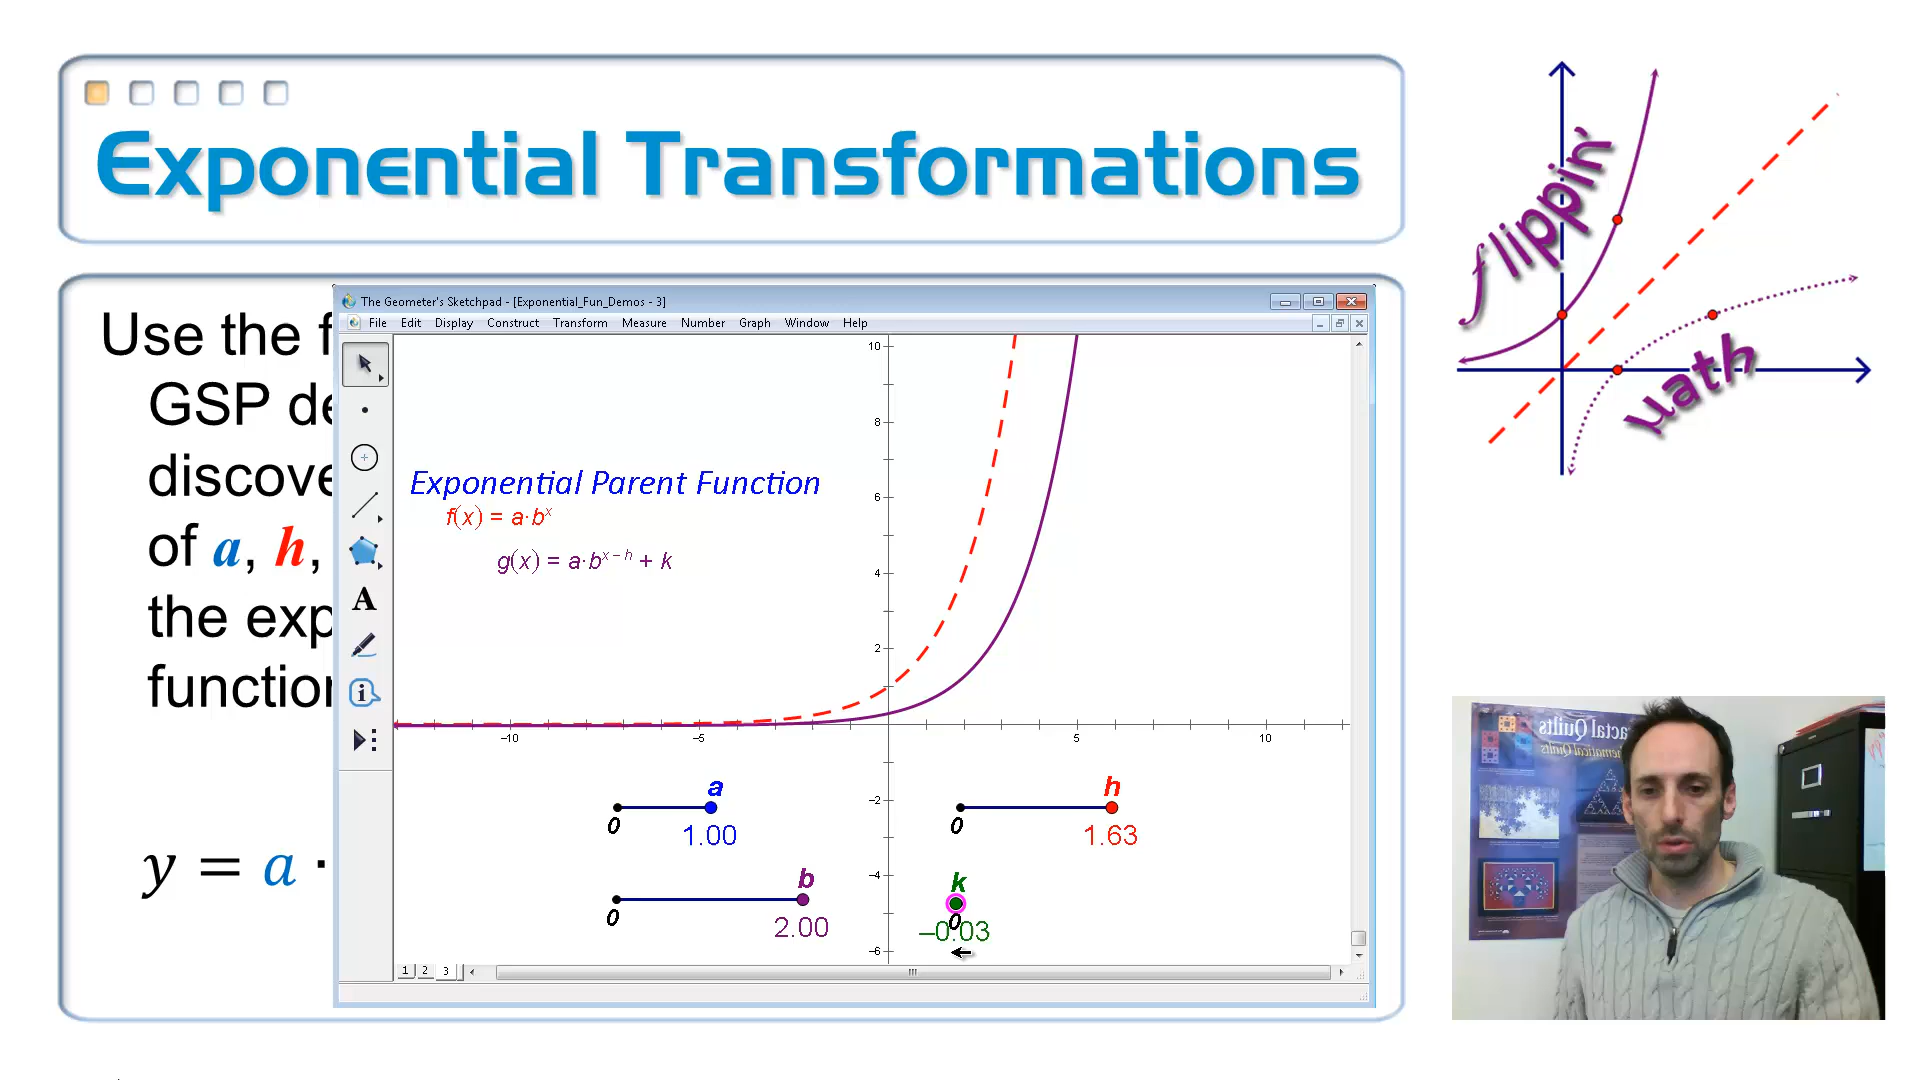 Exponential Transformations
flippin'
math
Use the f
GSP de
discove
of a, h,
the exp
function
y = a ·
The Geometer's Sketchpad - [Exponential_Fun_Demos - 3]
File Edit Display Construct Transform Measure Number Graph Window Help
Exponential Parent Function
f(x) = a·b^x
g(x) = a·b^(x – h) + k
10
8
6
4
2
–10 –5 5 10
–2
–4
–6
a
0
1.00
h
0
1.63
b
0
2.00
k
0
–0.03
A
i
1 2 3
Fractal Quilts